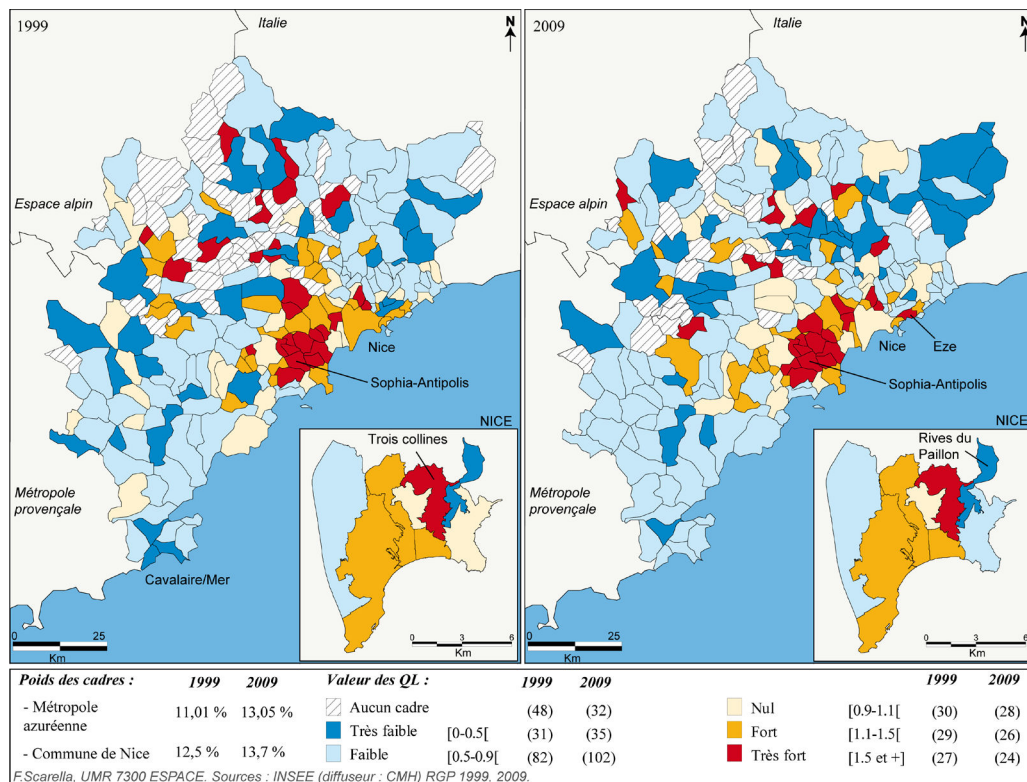 1999
Italie
N
Espace alpin
Nice
Sophia-Antipolis
NICE
Trois collines
Métropole
provençale
Cavalaire/Mer
0 25
Km
0 3 6
Km
2009
Italie
N
Espace alpin
Nice
Eze
Sophia-Antipolis
NICE
Rives du
Paillon
Métropole
provençale
0 25
Km
0 3 6
Km
Poids des cadres : 1999 2009
- Métropole
azuréenne 11,01 % 13,05 %
- Commune de Nice 12,5 % 13,7 %
Valeur des QL : 1999 2009
Aucun cadre (48) (32)
Très faible [0-0.5[ (31) (35)
Faible [0.5-0.9[ (82) (102)
1999 2009
Nul [0.9-1.1[ (30) (28)
Fort [1.1-1.5[ (29) (26)
Très fort [1.5 et +] (27) (24)
F.Scarella, UMR 7300 ESPACE. Sources : INSEE (diffuseur : CMH) RGP 1999, 2009.